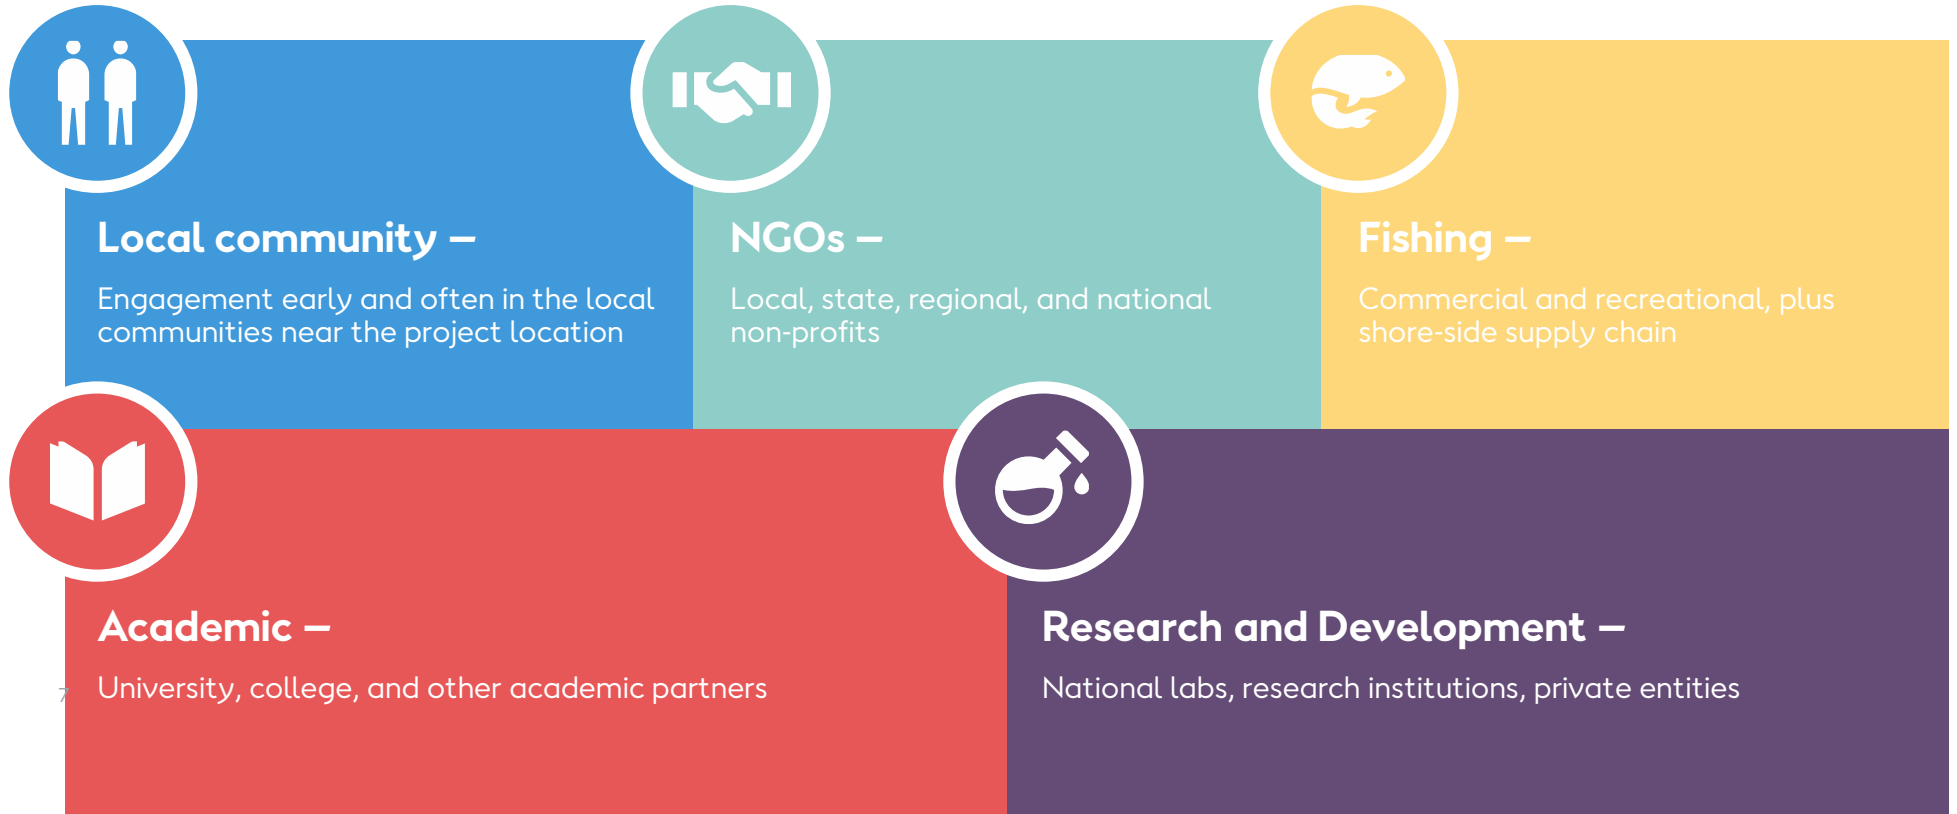 Local community –
Engagement early and often in the local
communities near the project location
NGOs –
Local, state, regional, and national
non-profits
Fishing –
Commercial and recreational, plus
shore-side supply chain
Academic –
University, college, and other academic partners
Research and Development –
National labs, research institutions, private entities
7